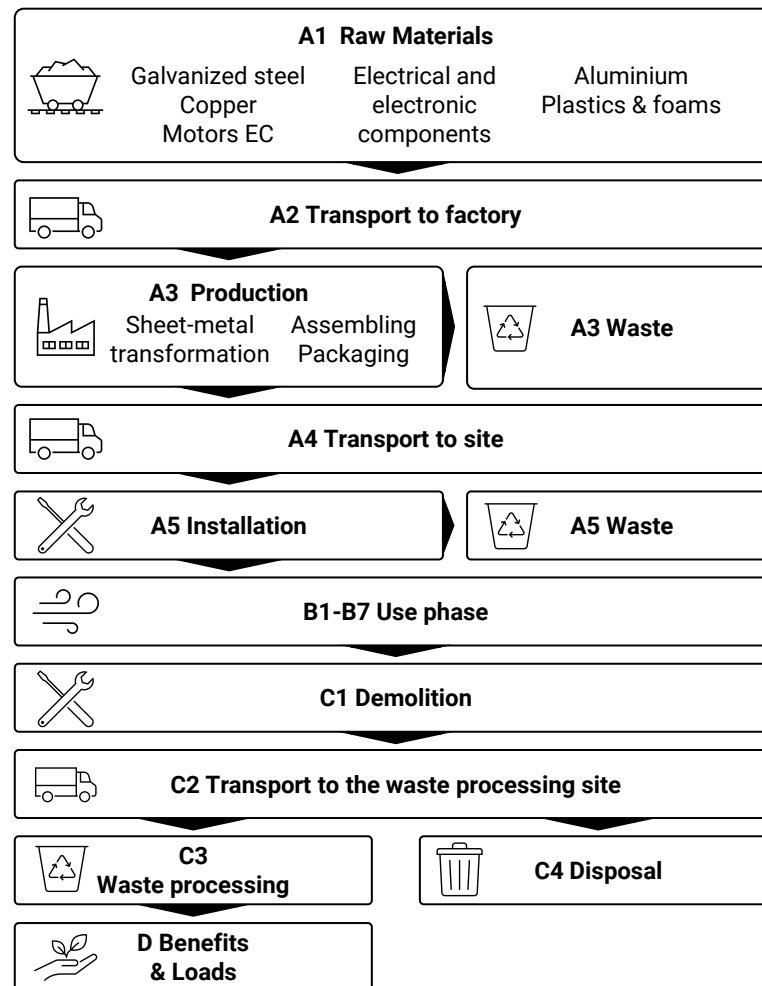 A1 Raw Materials
Galvanized steel
Copper
Motors EC
Electrical and
electronic
components
Aluminium
Plastics & foams
A2 Transport to factory
A3 Production
Sheet-metal
transformation
Assembling
Packaging
A3 Waste
A4 Transport to site
A5 Installation
A5 Waste
B1-B7 Use phase
C1 Demolition
C2 Transport to the waste processing site
C3
Waste processing
C4 Disposal
D Benefits
& Loads